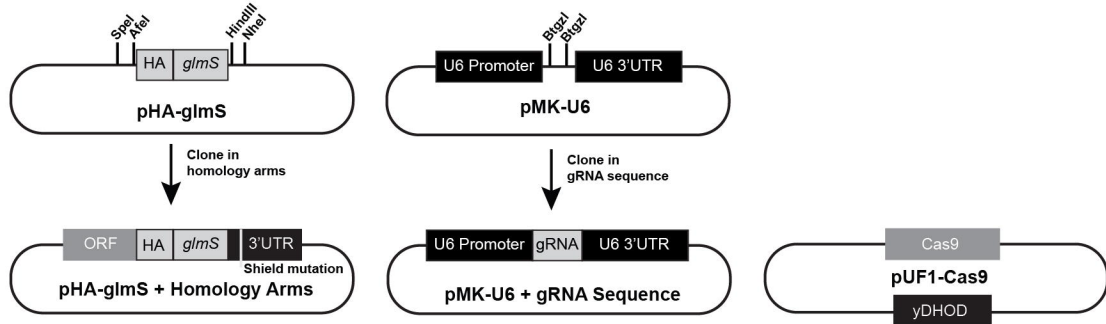 SpeI
AfeI
HindIII
NheI
HA
glmS
pHA-glmS
Clone in
homology arms
ORF
HA
glmS
3'UTR
Shield mutation
pHA-glmS + Homology Arms
BtgzI
BtgzI
U6 Promoter
U6 3'UTR
pMK-U6
Clone in
gRNA sequence
U6 Promoter
gRNA
U6 3'UTR
pMK-U6 + gRNA Sequence
Cas9
pUF1-Cas9
yDHOD